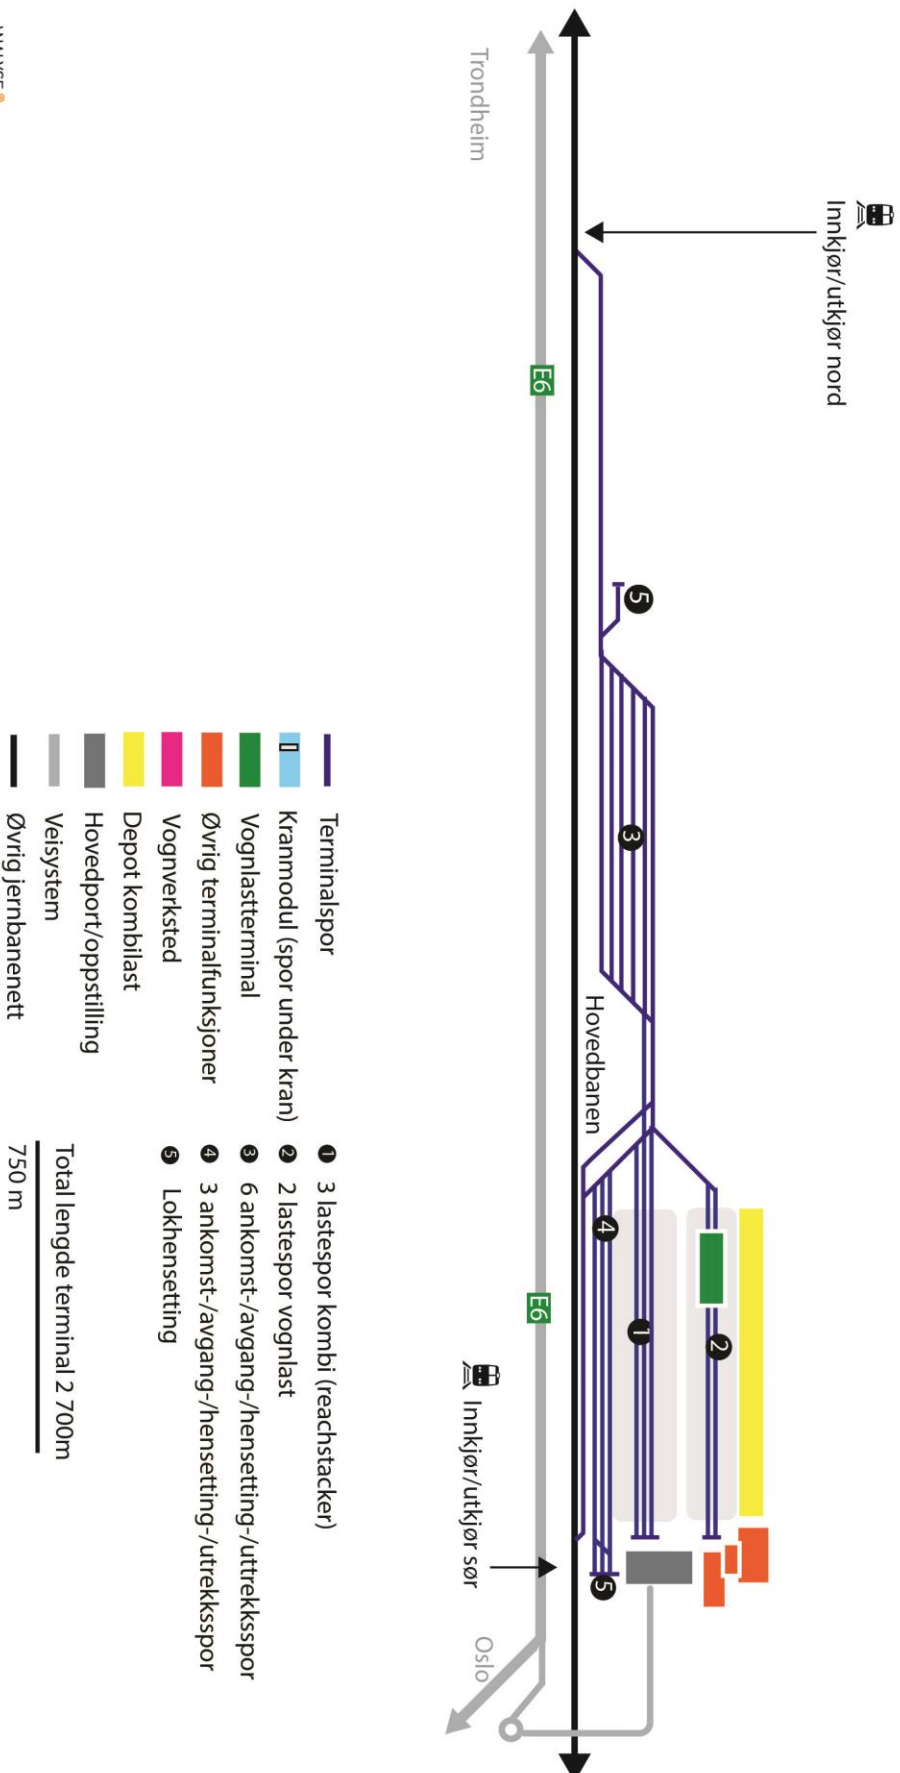 Innkjør/utkjør nord
Trondheim
E6
5
3
Hovedbanen
4
1
2
E6
Innkjør/utkjør sør
5
Oslo
Terminalspor
Kranmodul (spor under kran)
Vognlastterminal
Øvrig terminalfunksjoner
Vognverksted
Depot kombilast
Hovedport/oppstilling
Veisystem
Øvrig jernbanenett
1 3 lastespor kombi (reachstacker)
2 2 lastespor vognlast
3 6 ankomst-/avgang-/hensetting-/uttrekksspor
4 3 ankomst-/avgang-/hensetting-/utrekksspor
5 Lokhensetting
Total lengde terminal 2 700m
750 m